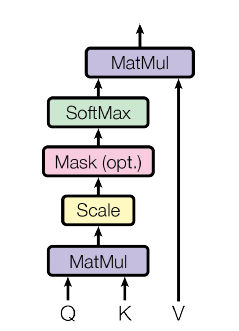 MatMul
SoftMax
Mask (opt.)
Scale
MatMul
Q K V